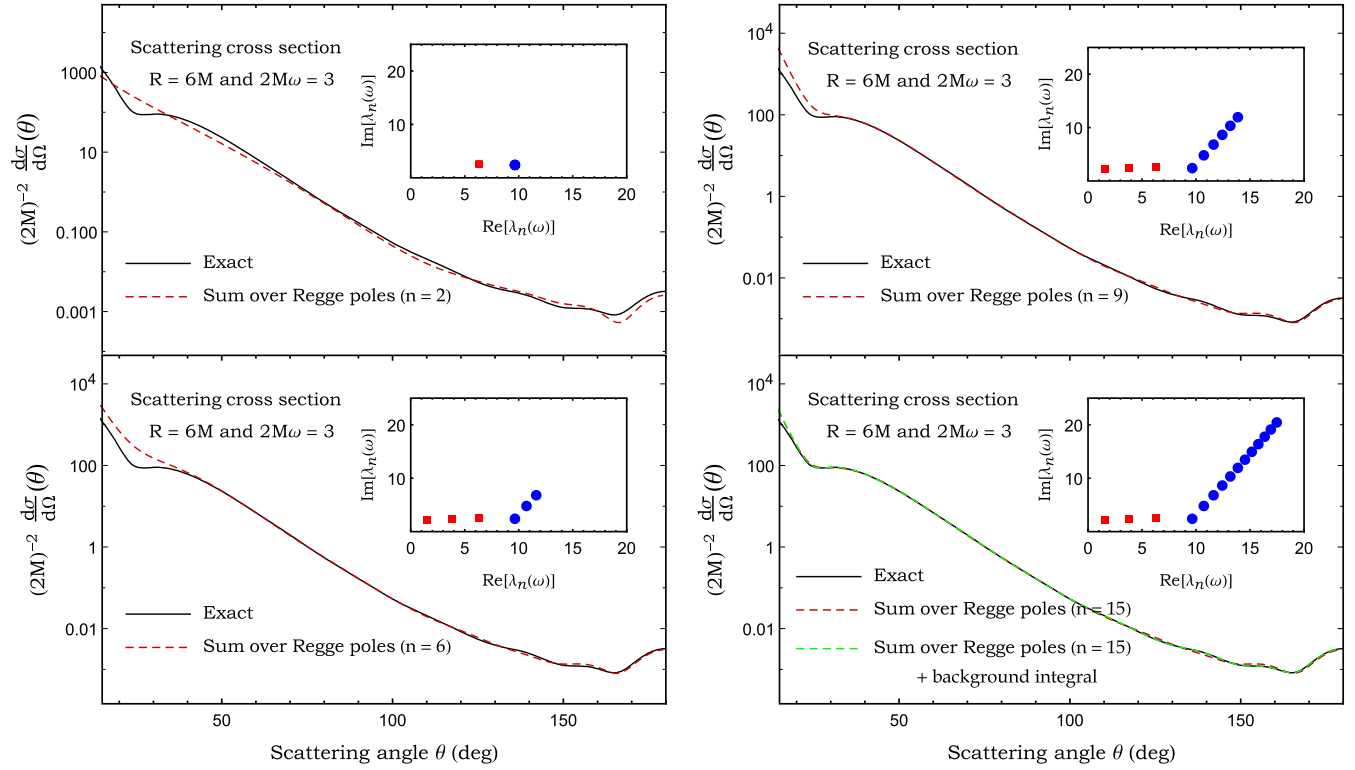 Scattering cross section
R = 6M and 2Mω = 3
1000
10
0.100
0.001
(2M)⁻² dσ/dΩ (θ)
Im[λn(ω)]
20
10
0 5 10 15 20
Re[λn(ω)]
Exact
Sum over Regge poles (n = 2)
Scattering cross section
R = 6M and 2Mω = 3
10⁴
100
1
0.01
(2M)⁻² dσ/dΩ (θ)
Im[λn(ω)]
20
10
0 5 10 15 20
Re[λn(ω)]
Exact
Sum over Regge poles (n = 9)
Scattering cross section
R = 6M and 2Mω = 3
10⁴
100
1
0.01
(2M)⁻² dσ/dΩ (θ)
Im[λn(ω)]
20
10
0 5 10 15 20
Re[λn(ω)]
Exact
Sum over Regge poles (n = 6)
50 100 150
Scattering angle θ (deg)
Scattering cross section
R = 6M and 2Mω = 3
10⁴
100
1
0.01
(2M)⁻² dσ/dΩ (θ)
Im[λn(ω)]
20
10
0 5 10 15 20
Re[λn(ω)]
Exact
Sum over Regge poles (n = 15)
Sum over Regge poles (n = 15)
+ background integral
50 100 150
Scattering angle θ (deg)